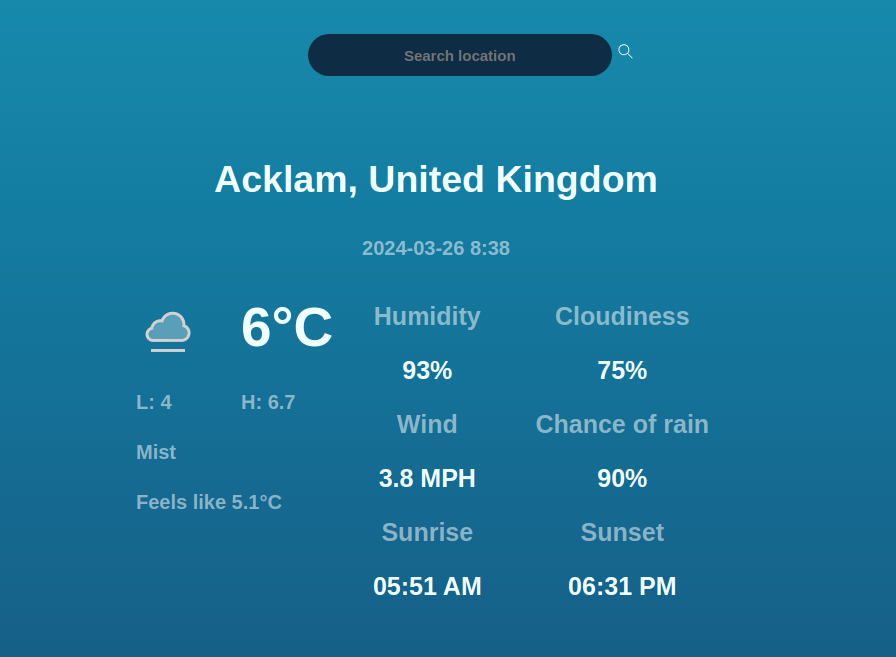 Search location
Acklam, United Kingdom
2024-03-26 8:38
6°C
L: 4 H: 6.7
Mist
Feels like 5.1°C
Humidity Cloudiness
93% 75%
Wind Chance of rain
3.8 MPH 90%
Sunrise Sunset
05:51 AM 06:31 PM